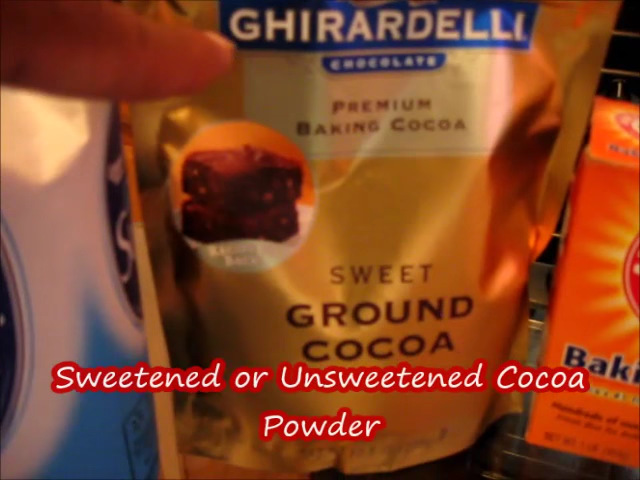 GHIRARDELLI
CHOCOLATE
PREMIUM
BAKING COCOA
SWEET
GROUND
COCOA
Baki
Sweetened or Unsweetened Cocoa
Powder